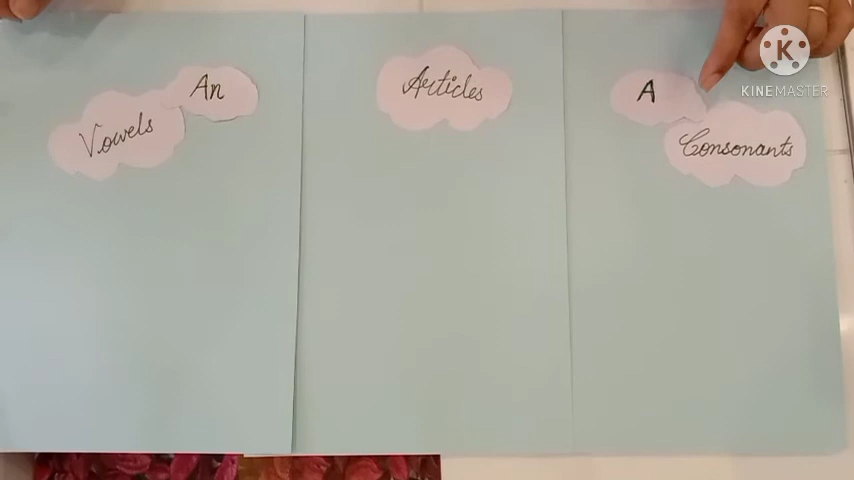 An
Vowels
Articles
A
Consonants
K
KINEMASTER